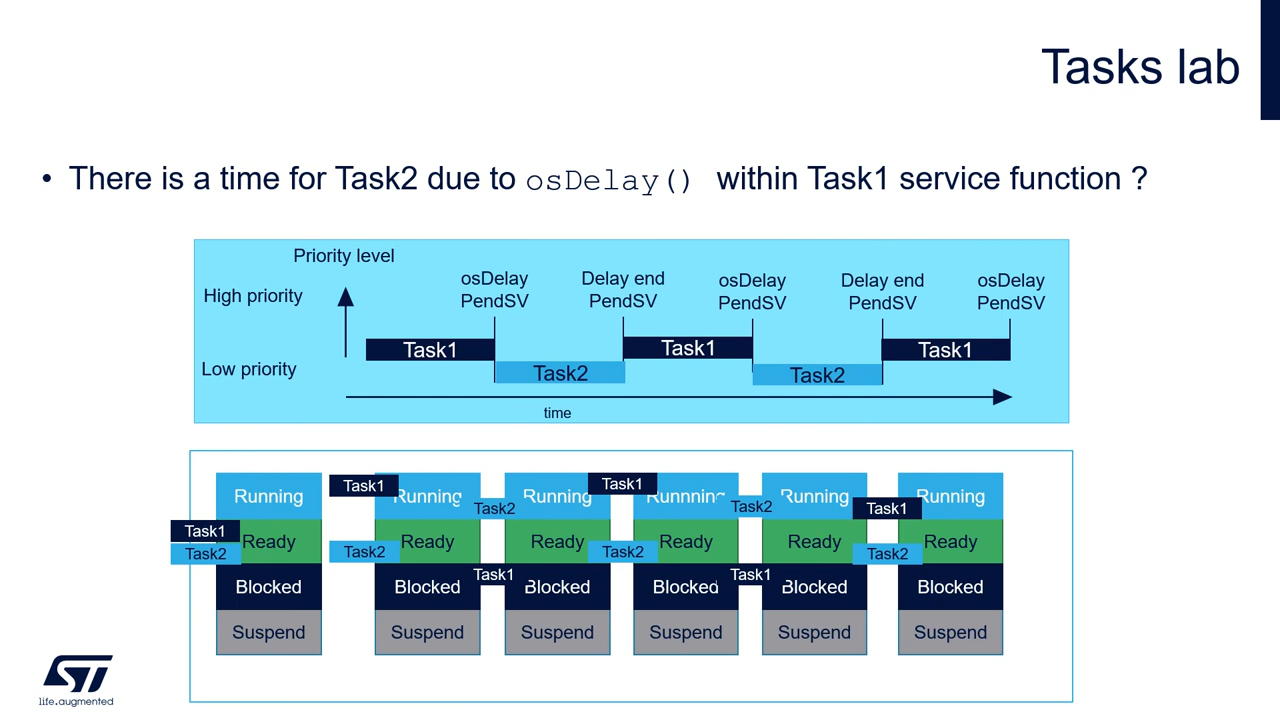 Tasks lab
• There is a time for Task2 due to osDelay() within Task1 service function ?
Priority level
High priority
Low priority
osDelay
PendSV
Delay end
PendSV
osDelay
PendSV
Delay end
PendSV
osDelay
PendSV
Task1
Task2
Task1
Task2
Task1
time
Task1
Task2
Running
Ready
Blocked
Suspend
Task1
Task2
Running
Ready
Blocked
Suspend
Task2
Task1
Running
Ready
Blocked
Suspend
Task1
Task2
Runnning
Ready
Blocked
Suspend
Task2
Task1
Running
Ready
Blocked
Suspend
Task1
Task2
Running
Ready
Blocked
Suspend
ST
life.augmented